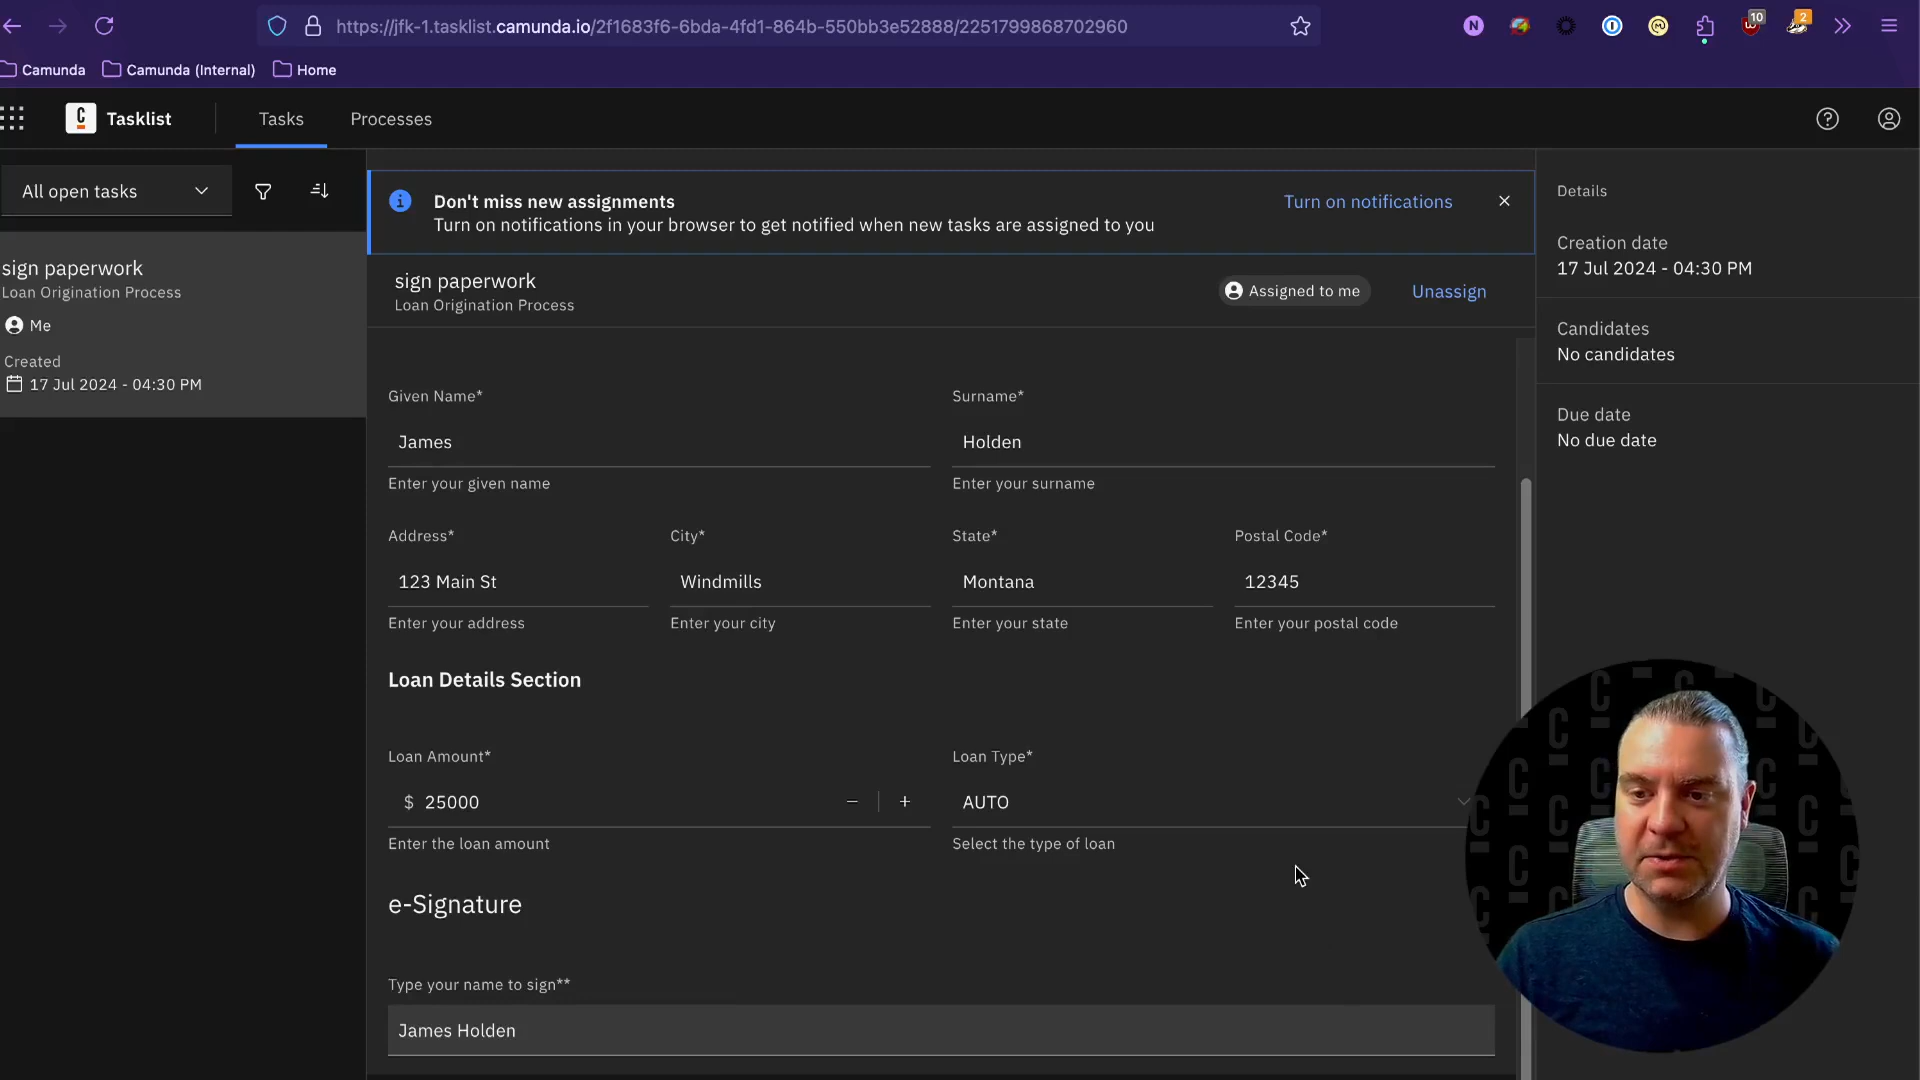 https://jfk-1.tasklist.camunda.io/2f1683f6-6bda-4fd1-864b-550bb3e52888/2251799868702960
N
10
2
Camunda
Camunda (Internal)
Home
C
Tasklist
Tasks
Processes
All open tasks
sign paperwork
Loan Origination Process
Me
Created
17 Jul 2024 - 04:30 PM
Don't miss new assignments
Turn on notifications in your browser to get notified when new tasks are assigned to you
Turn on notifications
sign paperwork
Loan Origination Process
Assigned to me
Unassign
Given Name*
James
Enter your given name
Surname*
Holden
Enter your surname
Address*
123 Main St
Enter your address
City*
Windmills
Enter your city
State*
Montana
Enter your state
Postal Code*
12345
Enter your postal code
Loan Details Section
Loan Amount*
$ 25000
Enter the loan amount
Loan Type*
AUTO
Select the type of loan
e-Signature
Type your name to sign**
James Holden
Details
Creation date
17 Jul 2024 - 04:30 PM
Candidates
No candidates
Due date
No due date